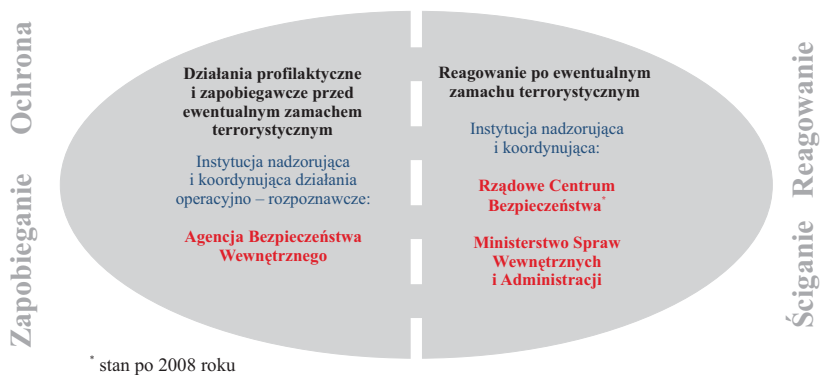 Ochrona
Zapobieganie
Działania profilaktyczne
i zapobiegawcze przed
ewentualnym zamachem
terrorystycznym
Instytucja nadzorująca
i koordynująca działania
operacyjno – rozpoznawcze:
Agencja Bezpieczeństwa
Wewnętrznego
Reagowanie po ewentualnym
zamachu terrorystycznym
Instytucja nadzorująca
i koordynująca:
Rządowe Centrum
Bezpieczeństwa*
Ministerstwo Spraw
Wewnętrznych
i Administracji
Reagowanie
Ściganie
* stan po 2008 roku